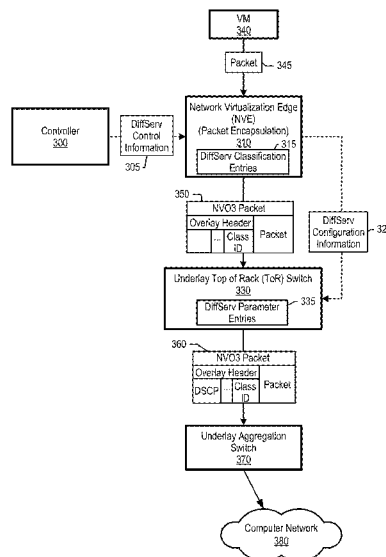 VM
340
Packet
345
Controller
300
DiffServ
Control
Information
305
Network Virtualization Edge
(NVE)
(Packet Encapsulation)
310
315
DiffServ Classification
Entries
350
NVO3 Packet
Overlay Header
...
Class
ID
Packet
DiffServ
Configuration
Information
32
Underlay Top of Rack (ToR) Switch
330
335
DiffServ Parameter
Entries
360
NVO3 Packet
Overlay Header
DSCP
...
Class
ID
Packet
Underlay Aggregation
Switch
370
Computer Network
380